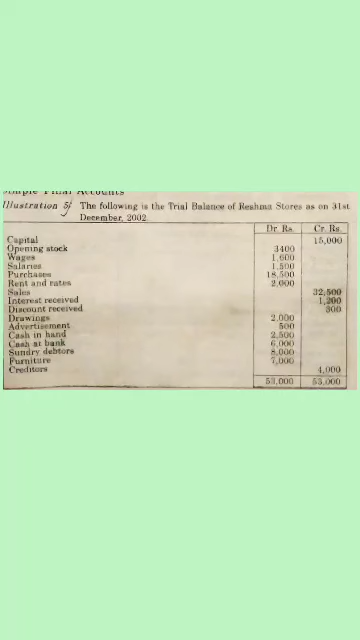 Simple Final Accounts
Illustration 5/ The following is the Trial Balance of Reshma Stores as on 31st
December, 2002.
Dr. Rs. Cr. Rs.
Capital 15,000
Opening stock 3400
Wages 1,600
Salaries 1,500
Purchases 18,500
Rent and rates 2,000
Sales 32,500
Interest received 1,200
Discount received 300
Drawings 2,000
Advertisement 500
Cash in hand 2,500
Cash at bank 6,000
Sundry debtors 8,000
Furniture 7,000
Creditors 4,000
53,000 53,000